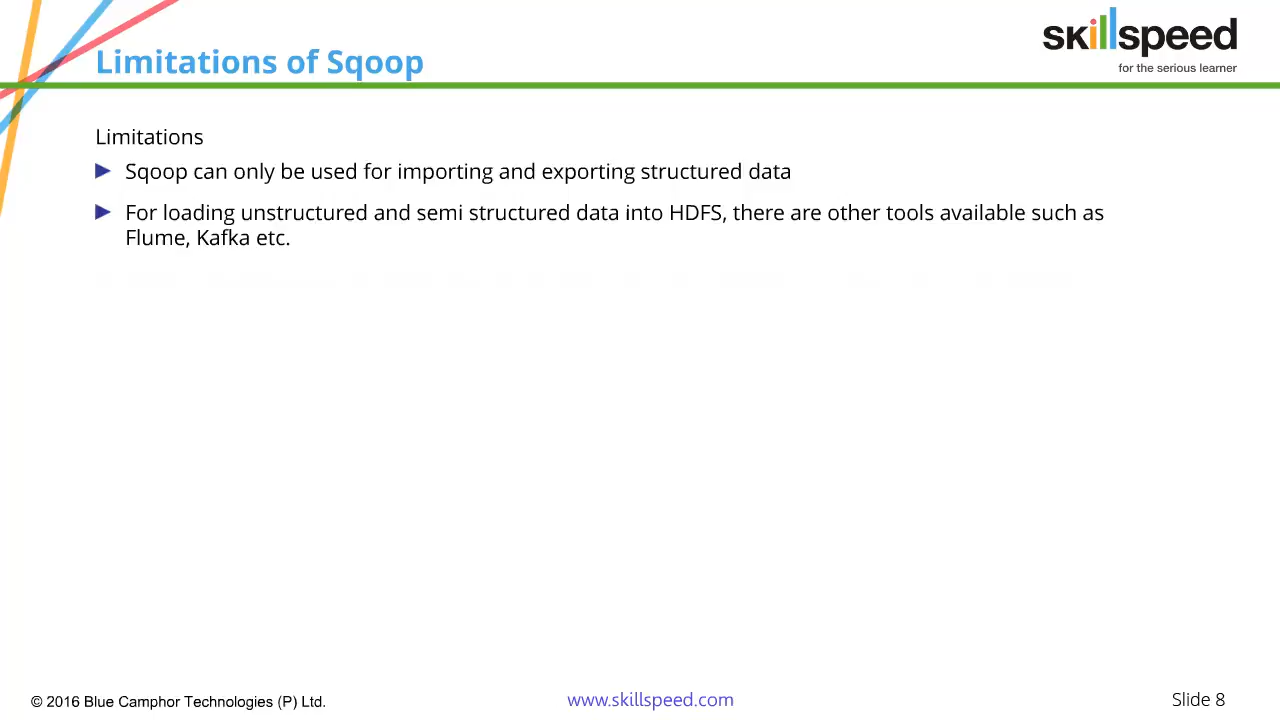 Limitations of Sqoop
skillspeed
for the serious learner
Limitations
Sqoop can only be used for importing and exporting structured data
For loading unstructured and semi structured data into HDFS, there are other tools available such as
Flume, Kafka etc.
© 2016 Blue Camphor Technologies (P) Ltd.
www.skillspeed.com
Slide 8